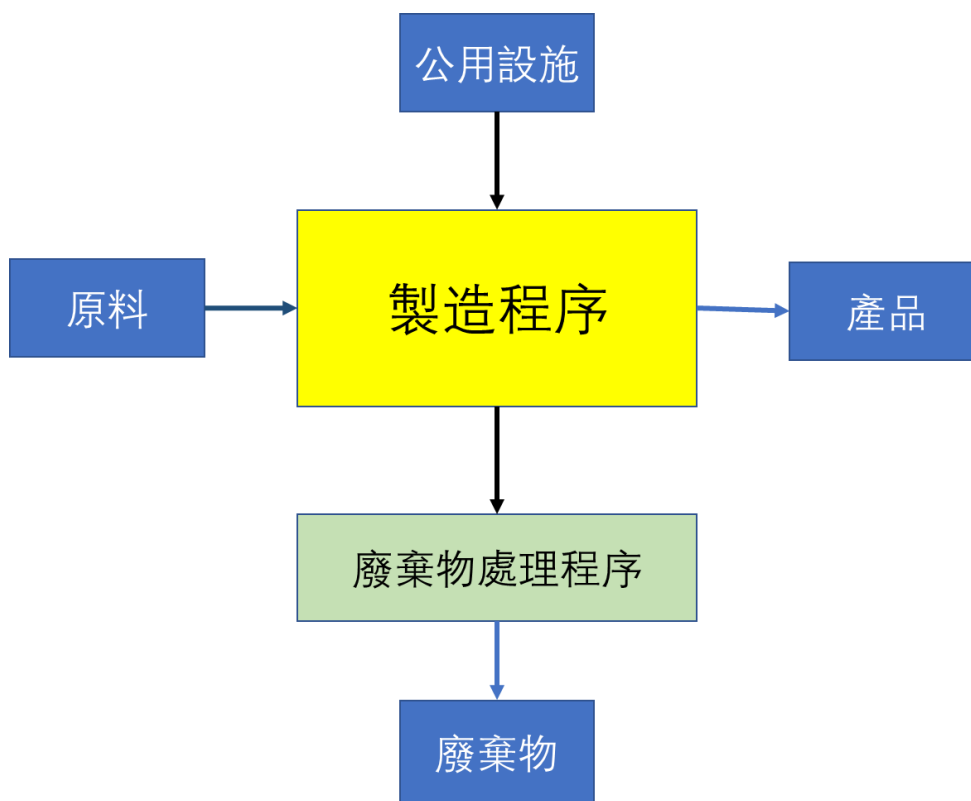 公用設施
原料
製造程序
產品
廢棄物處理程序
廢棄物